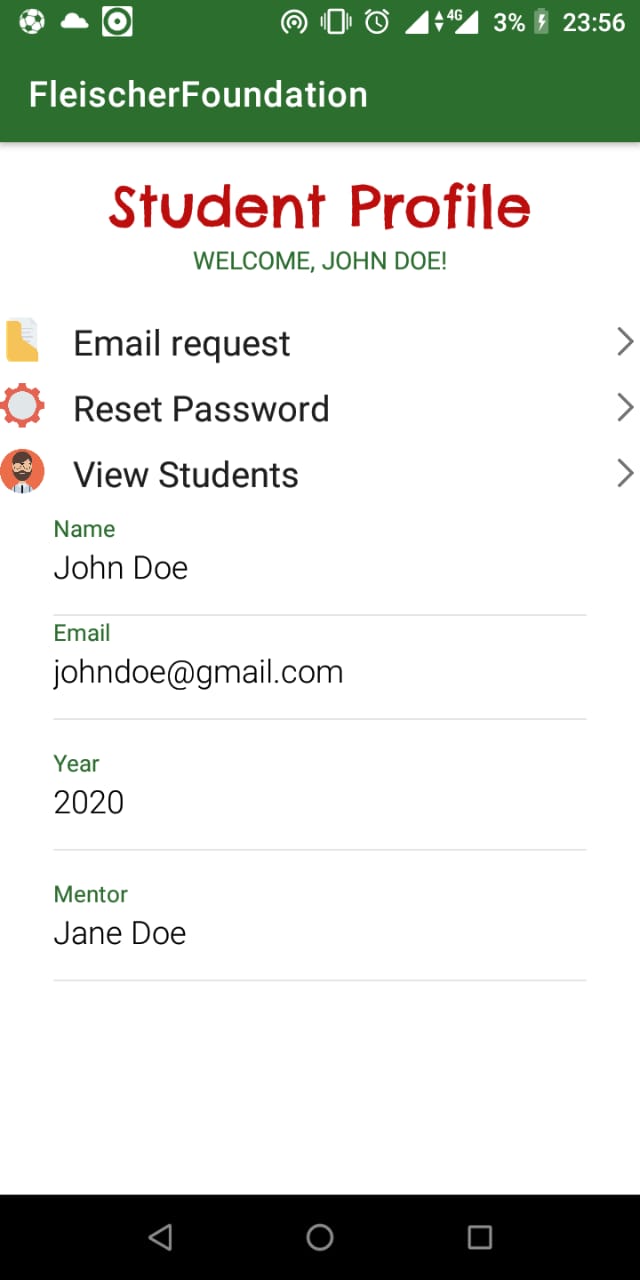 4G 3% 23:56
FleischerFoundation
Student Profile
WELCOME, JOHN DOE!
Email request
Reset Password
View Students
Name
John Doe
Email
johndoe@gmail.com
Year
2020
Mentor
Jane Doe